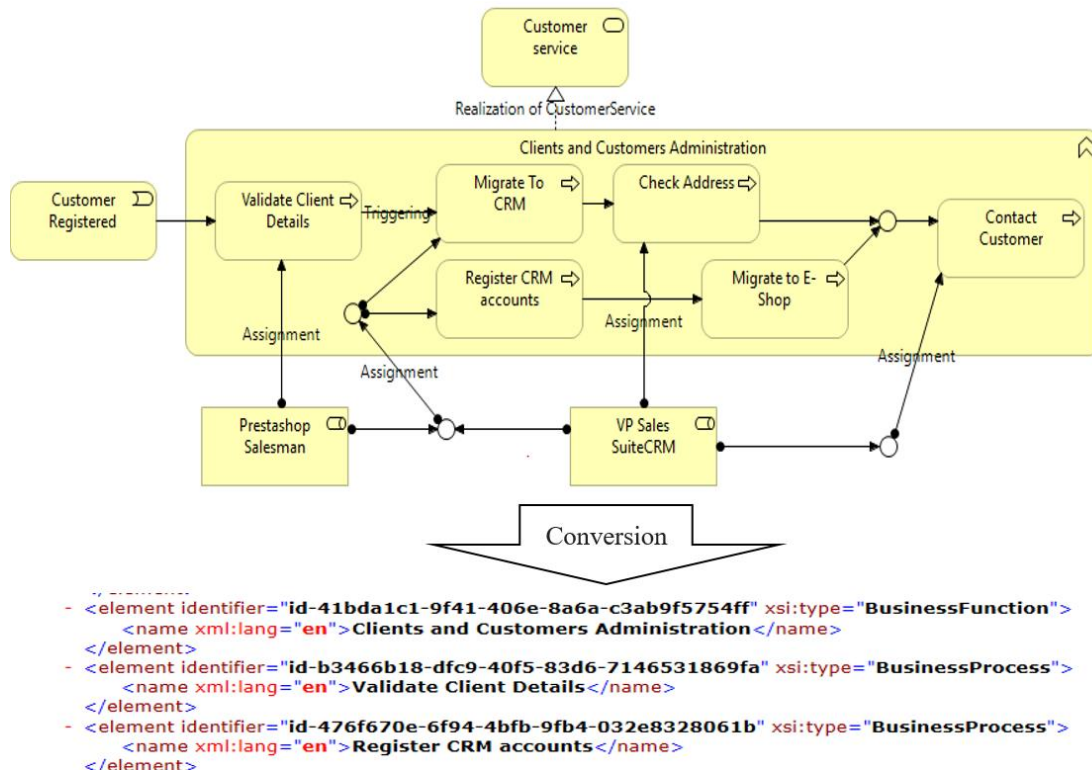 Customer
service
Realization of CustomerService
Clients and Customers Administration
Customer
Registered
Validate Client
Details
Triggering
Migrate To
CRM
Check Address
Contact
Customer
Register CRM
accounts
Migrate to E-
Shop
Assignment
Assignment
Assignment
Assignment
Prestashop
Salesman
VP Sales
SuiteCRM
Conversion
- <element identifier="id-41bda1c1-9f41-406e-8a6a-c3ab9f5754ff" xsi:type="BusinessFunction">
<name xml:lang="en">Clients and Customers Administration</name>
</element>
- <element identifier="id-b3466b18-dfc9-40f5-83d6-7146531869fa" xsi:type="BusinessProcess">
<name xml:lang="en">Validate Client Details</name>
</element>
- <element identifier="id-476f670e-6f94-4bfb-9fb4-032e8328061b" xsi:type="BusinessProcess">
<name xml:lang="en">Register CRM accounts</name>
</element>